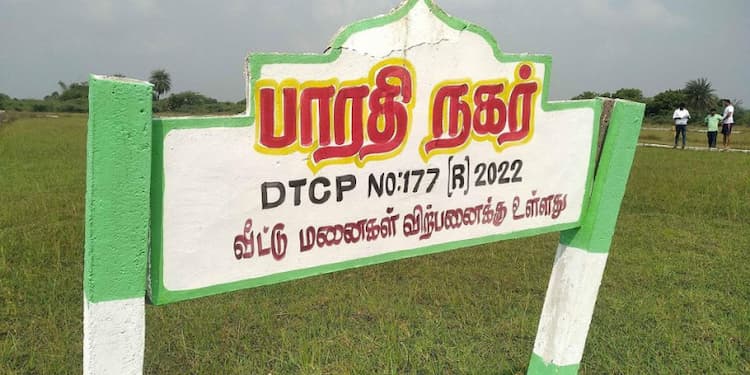 பாரதி நகர்
DTCP NO:177 (R) 2022
வீட்டு மனைகள் விற்பனைக்கு உள்ளது